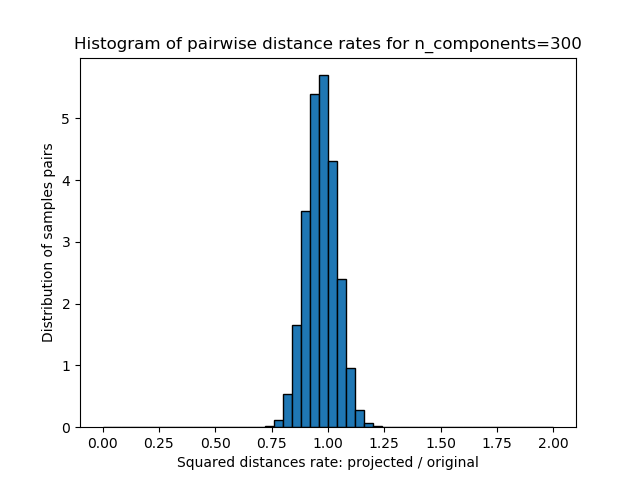 Histogram of pairwise distance rates for n_components=300
Distribution of samples pairs
5
4
3
2
1
0
0.00 0.25 0.50 0.75 1.00 1.25 1.50 1.75 2.00
Squared distances rate: projected / original